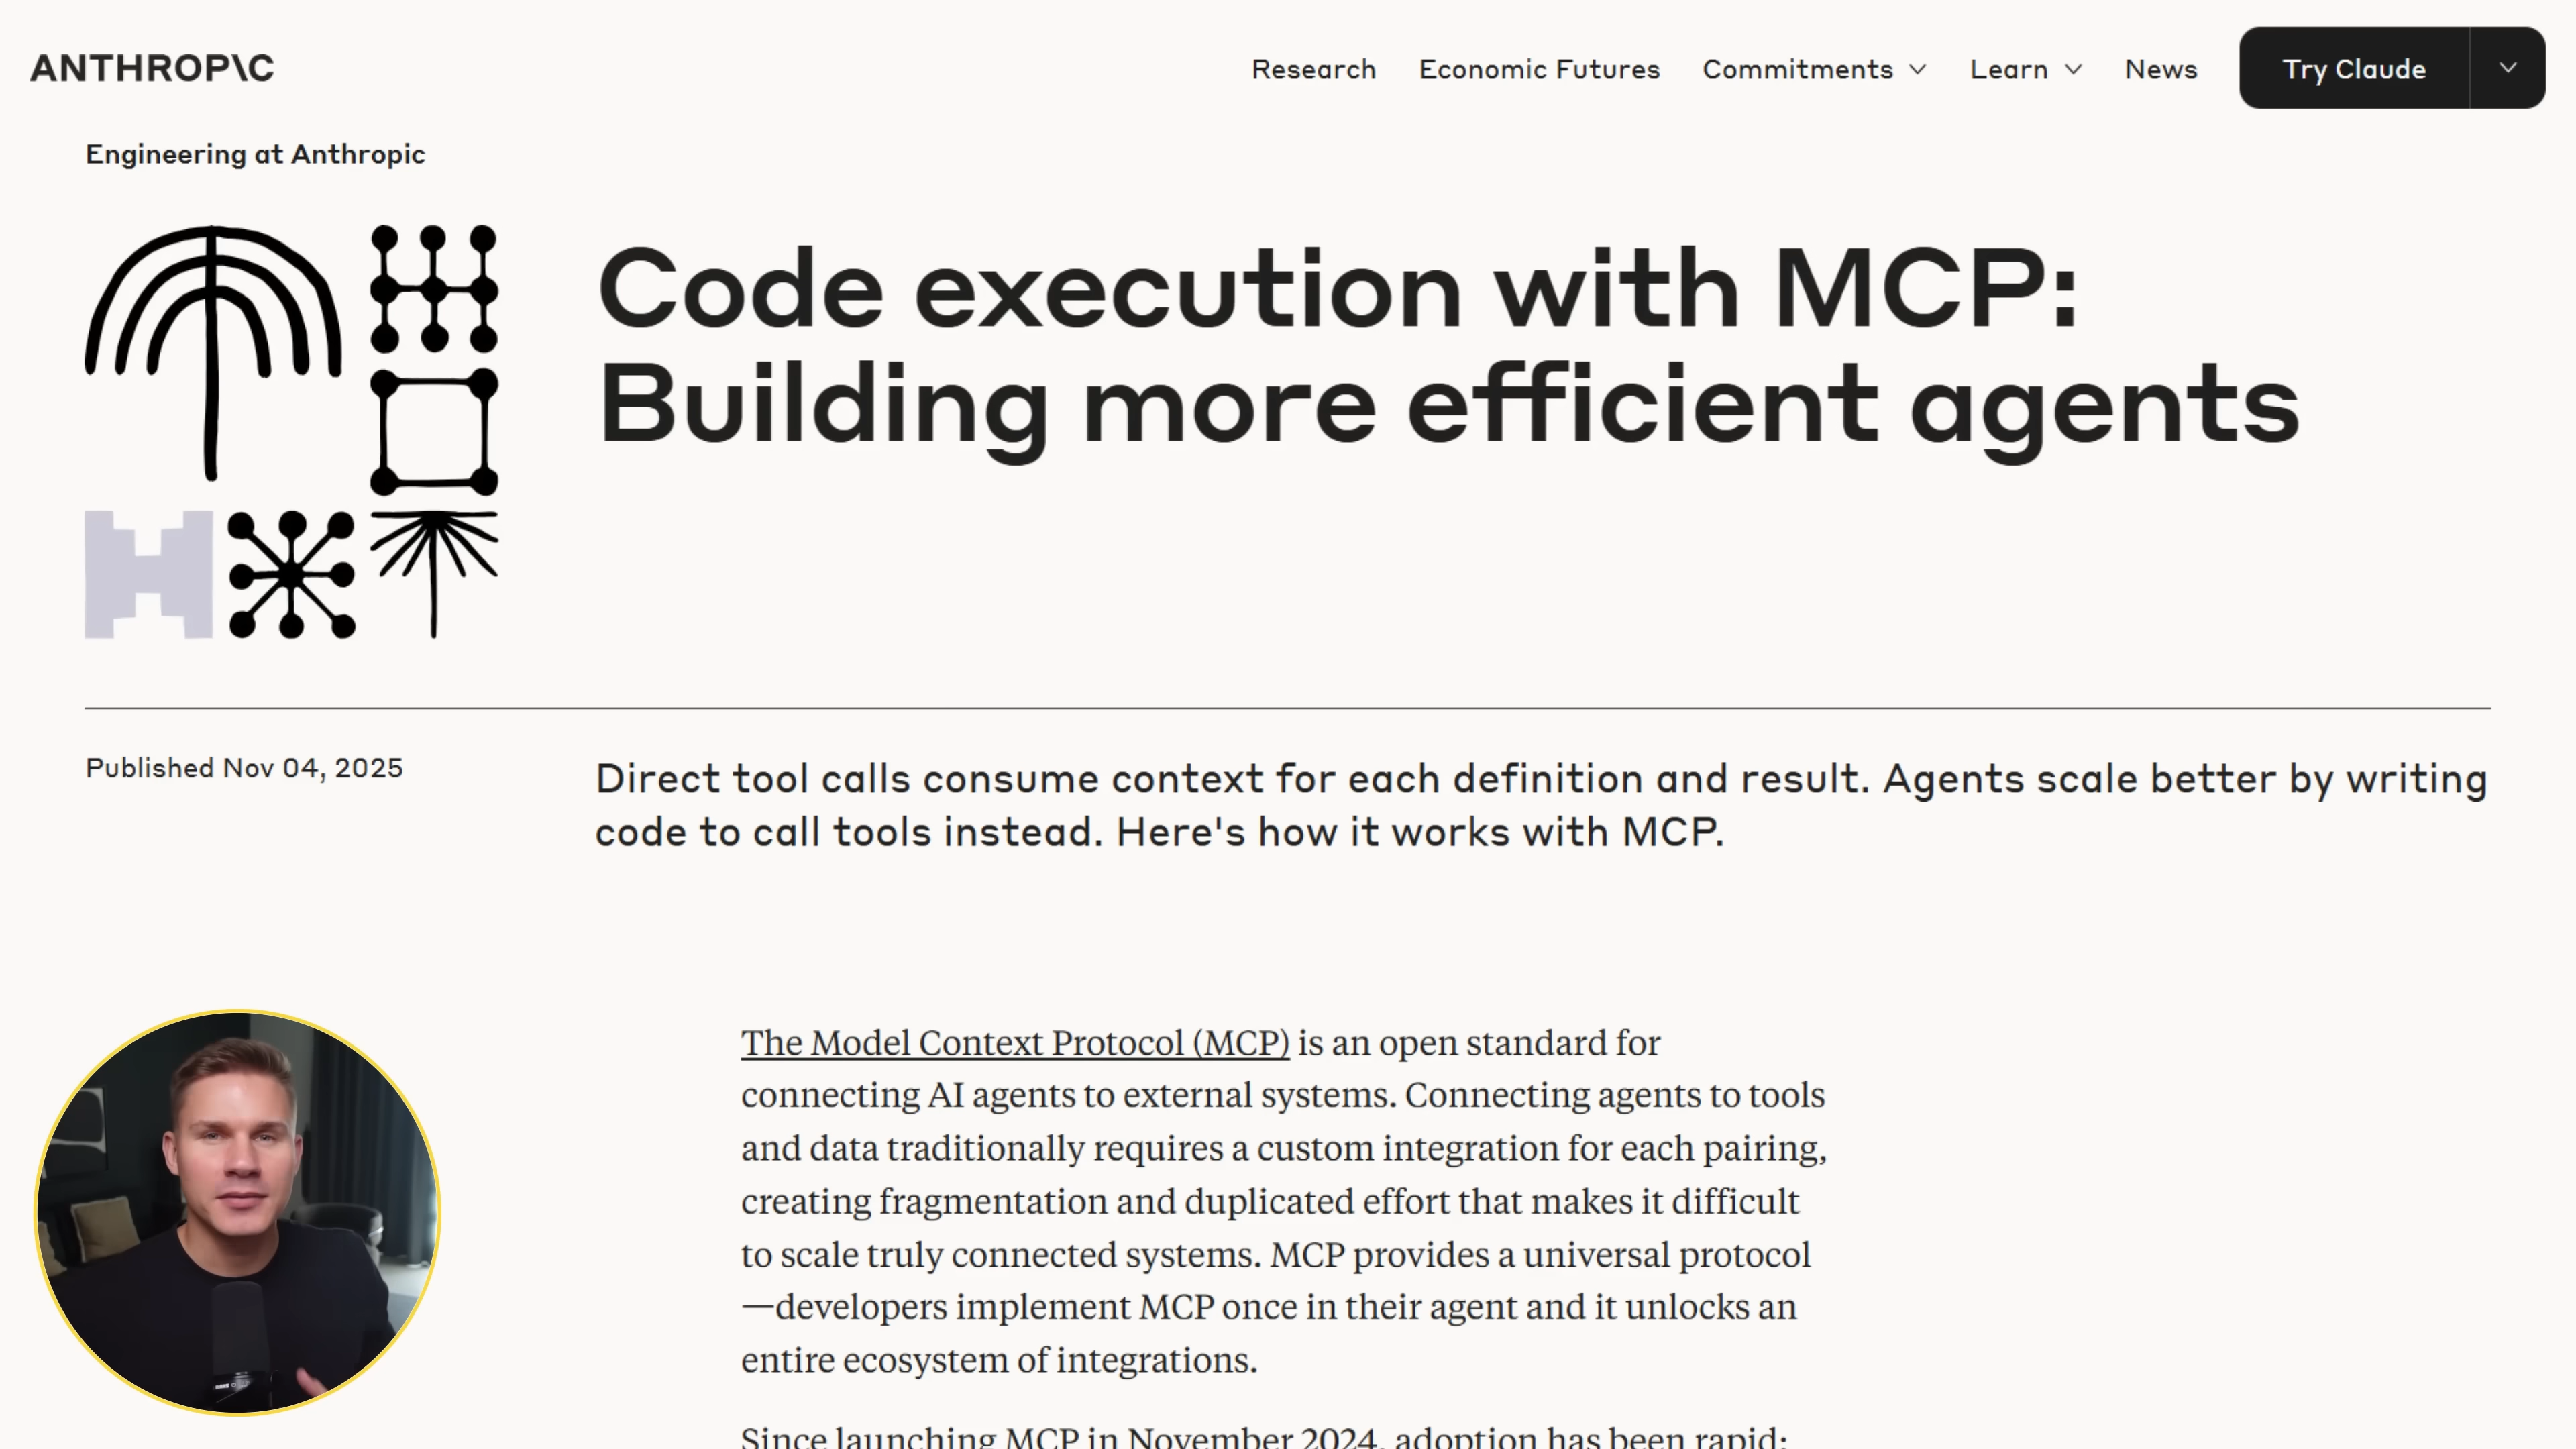 ANTHROP\C
Research Economic Futures Commitments Learn News Try Claude
Engineering at Anthropic
Code execution with MCP:
Building more efficient agents
Published Nov 04, 2025
Direct tool calls consume context for each definition and result. Agents scale better by writing
code to call tools instead. Here's how it works with MCP.
The Model Context Protocol (MCP) is an open standard for
connecting AI agents to external systems. Connecting agents to tools
and data traditionally requires a custom integration for each pairing,
creating fragmentation and duplicated effort that makes it difficult
to scale truly connected systems. MCP provides a universal protocol
—developers implement MCP once in their agent and it unlocks an
entire ecosystem of integrations.
Since launching MCP in November 2024, adoption has been rapid: